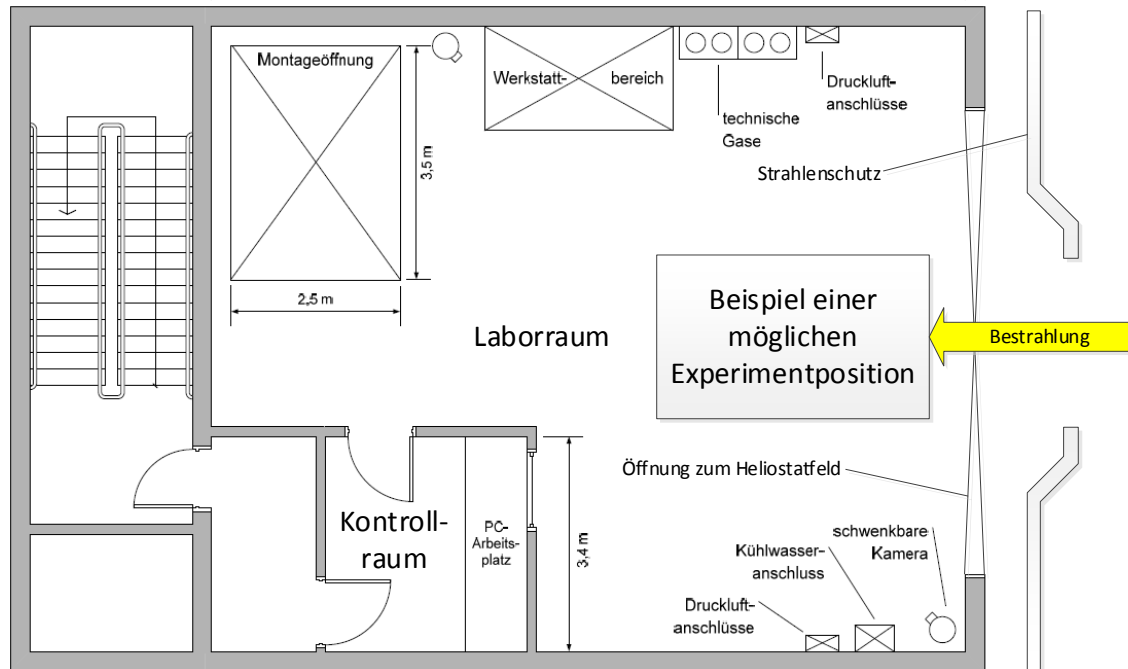 Montageöffnung
3,5 m
2,5 m
Werkstatt-
bereich
technische
Gase
Druckluft-
anschlüsse
Strahlenschutz
Laborraum
Beispiel einer
möglichen
Experimentposition
Bestrahlung
Öffnung zum Heliostatfeld
Kontroll-
raum
PC-
Arbeits-
platz
3,4 m
schwenkbare
Kamera
Kühlwasser-
anschluss
Druckluft-
anschlüsse